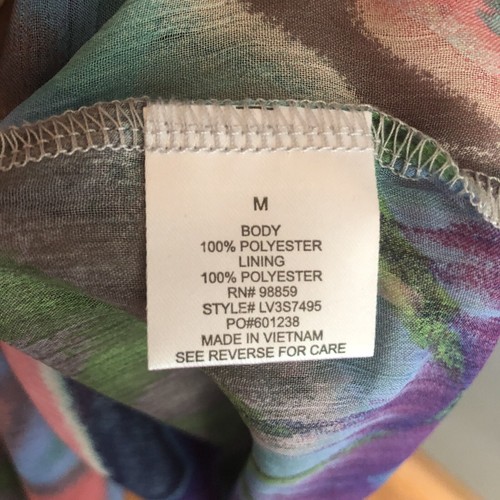 M
BODY
100% POLYESTER
LINING
100% POLYESTER
RN# 98859
STYLE# LV3S7495
PO#601238
MADE IN VIETNAM
SEE REVERSE FOR CARE